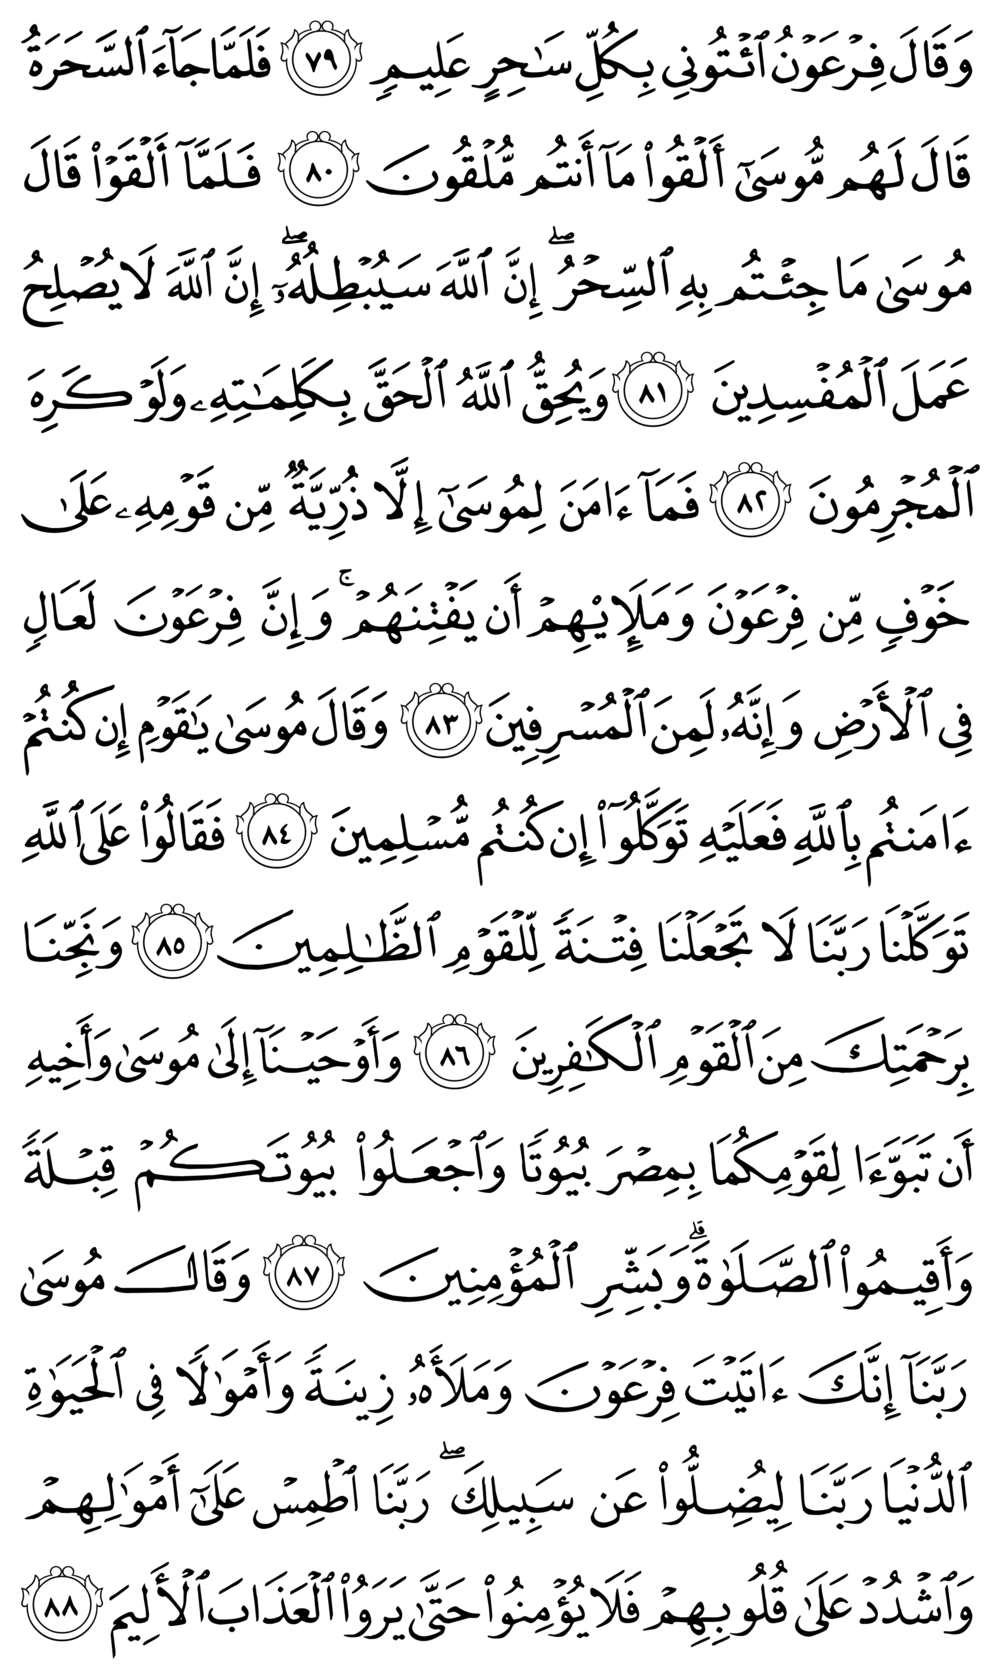 وَقَالَ فِرْعَوْنُ ٱئْتُونِى بِكُلِّ سَٰحِرٍ عَلِيمٍ ٧٩ فَلَمَّا جَآءَ ٱلسَّحَرَةُ
قَالَ لَهُم مُّوسَىٰٓ أَلْقُوا۟ مَآ أَنتُم مُّلْقُونَ ٨٠ فَلَمَّآ أَلْقَوْا۟ قَالَ
مُوسَىٰ مَا جِئْتُم بِهِ ٱلسِّحْرُ ۖ إِنَّ ٱللَّهَ سَيُبْطِلُهُۥٓ ۖ إِنَّ ٱللَّهَ لَا يُصْلِحُ
عَمَلَ ٱلْمُفْسِدِينَ ٨١ وَيُحِقُّ ٱللَّهُ ٱلْحَقَّ بِكَلِمَٰتِهِۦ وَلَوْ كَرِهَ
ٱلْمُجْرِمُونَ ٨٢ فَمَآ ءَامَنَ لِمُوسَىٰٓ إِلَّا ذُرِّيَّةٌ مِّن قَوْمِهِۦ عَلَىٰ
خَوْفٍ مِّن فِرْعَوْنَ وَمَلَإِي۟هِمْ أَن يَفْتِنَهُمْ ۚ وَإِنَّ فِرْعَوْنَ لَعَالٍ
فِى ٱلْأَرْضِ وَإِنَّهُۥ لَمِنَ ٱلْمُسْرِفِينَ ٨٣ وَقَالَ مُوسَىٰ يَٰقَوْمِ إِن كُنتُمْ
ءَامَنتُم بِٱللَّهِ فَعَلَيْهِ تَوَكَّلُوٓا۟ إِن كُنتُم مُّسْلِمِينَ ٨٤ فَقَالُوا۟ عَلَى ٱللَّهِ
تَوَكَّلْنَا رَبَّنَا لَا تَجْعَلْنَا فِتْنَةً لِّلْقَوْمِ ٱلظَّٰلِمِينَ ٨٥ وَنَجِّنَا
بِرَحْمَتِكَ مِنَ ٱلْقَوْمِ ٱلْكَٰفِرِينَ ٨٦ وَأَوْحَيْنَآ إِلَىٰ مُوسَىٰ وَأَخِيهِ
أَن تَبَوَّءَا لِقَوْمِكُمَا بِمِصْرَ بُيُوتًا وَٱجْعَلُوا۟ بُيُوتَكُمْ قِبْلَةً
وَأَقِيمُوا۟ ٱلصَّلَوٰةَ ۗ وَبَشِّرِ ٱلْمُؤْمِنِينَ ٨٧ وَقَالَ مُوسَىٰ
رَبَّنَآ إِنَّكَ ءَاتَيْتَ فِرْعَوْنَ وَمَلَأَهُۥ زِينَةً وَأَمْوَٰلًا فِى ٱلْحَيَوٰةِ
ٱلدُّنْيَا رَبَّنَا لِيُضِلُّوا۟ عَن سَبِيلِكَ ۖ رَبَّنَا ٱطْمِسْ عَلَىٰٓ أَمْوَٰلِهِمْ
وَٱشْدُدْ عَلَىٰ قُلُوبِهِمْ فَلَا يُؤْمِنُوا۟ حَتَّىٰ يَرَوُا۟ ٱلْعَذَابَ ٱلْأَلِيمَ ٨٨